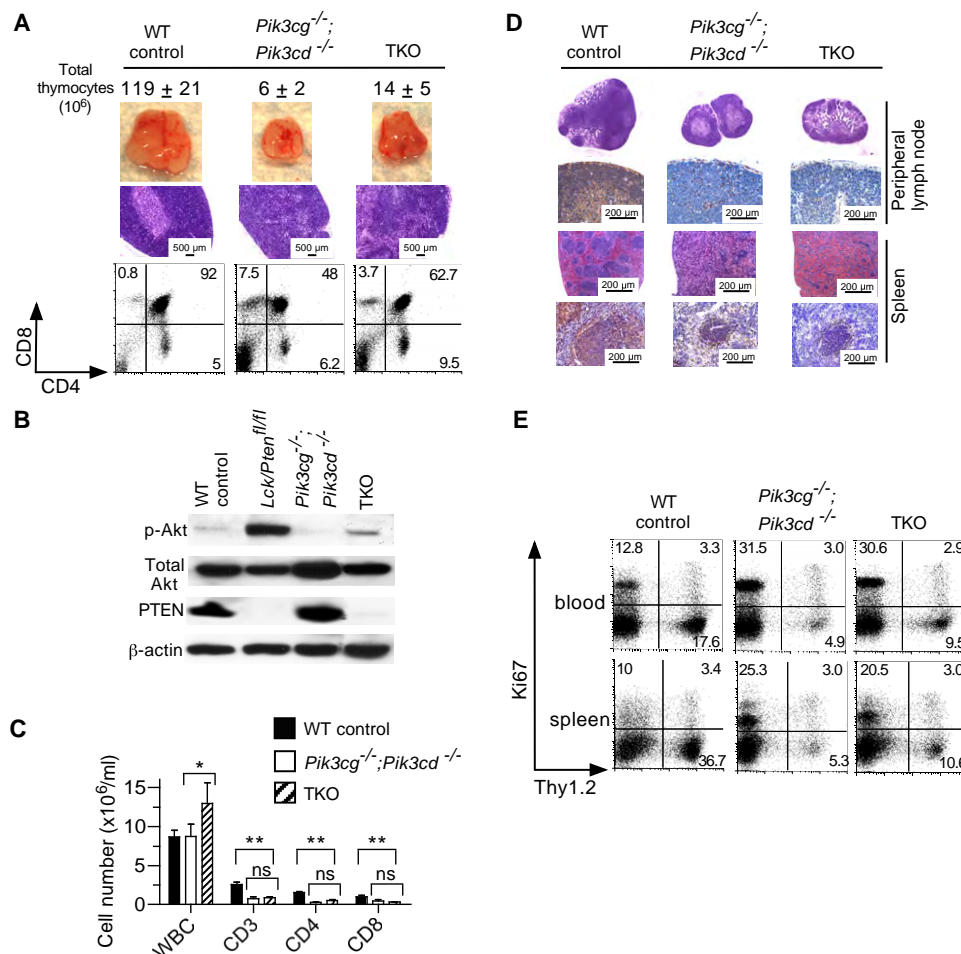 A
WT control
Pik3cg-/-; Pik3cd -/-
TKO
Total thymocytes (10⁶)
119 ± 21
6 ± 2
14 ± 5
500 µm
500 µm
500 µm
0.8
92
5
7.5
48
6.2
3.7
62.7
9.5
CD8
CD4
B
WT control
Lck/Pten fl/fl
Pik3cg-/-; Pik3cd -/-
TKO
p-Akt
Total Akt
PTEN
β-actin
C
WT control
Pik3cg-/-;Pik3cd -/-
TKO
Cell number (x10⁶/ml)
15
10
5
0
*
**
ns
**
ns
**
ns
WBC
CD3
CD4
CD8
D
WT control
Pik3cg-/-; Pik3cd -/-
TKO
200 µm
200 µm
200 µm
Peripheral lymph node
200 µm
200 µm
200 µm
200 µm
200 µm
200 µm
Spleen
E
WT control
Pik3cg-/-; Pik3cd -/-
TKO
blood
12.8
3.3
17.6
31.5
3.0
4.9
30.6
2.9
9.5
spleen
10
3.4
36.7
25.3
3.0
5.3
20.5
3.0
10.6
Ki67
Thy1.2